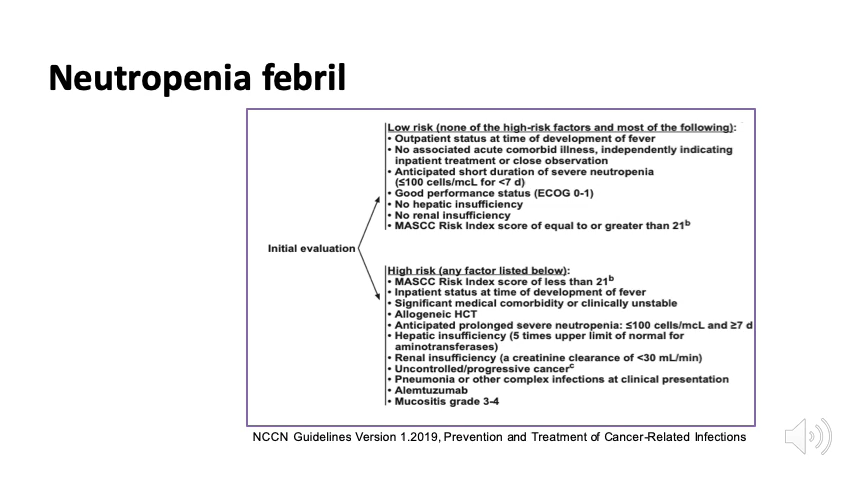 Neutropenia febril
Low risk (none of the high-risk factors and most of the following):
• Outpatient status at time of development of fever
• No associated acute comorbid illness, independently indicating
inpatient treatment or close observation
• Anticipated short duration of severe neutropenia
(≤100 cells/mcL for <7 d)
• Good performance status (ECOG 0-1)
• No hepatic insufficiency
• No renal insufficiency
• MASCC Risk Index score of equal to or greater than 21ᵇ
Initial evaluation
High risk (any factor listed below):
• MASCC Risk Index score of less than 21ᵇ
• Inpatient status at time of development of fever
• Significant medical comorbidity or clinically unstable
• Allogeneic HCT
• Anticipated prolonged severe neutropenia: ≤100 cells/mcL and ≥7 d
• Hepatic insufficiency (5 times upper limit of normal for
aminotransferases)
• Renal insufficiency (a creatinine clearance of <30 mL/min)
• Uncontrolled/progressive cancerᶜ
• Pneumonia or other complex infections at clinical presentation
• Alemtuzumab
• Mucositis grade 3-4
NCCN Guidelines Version 1.2019, Prevention and Treatment of Cancer-Related Infections